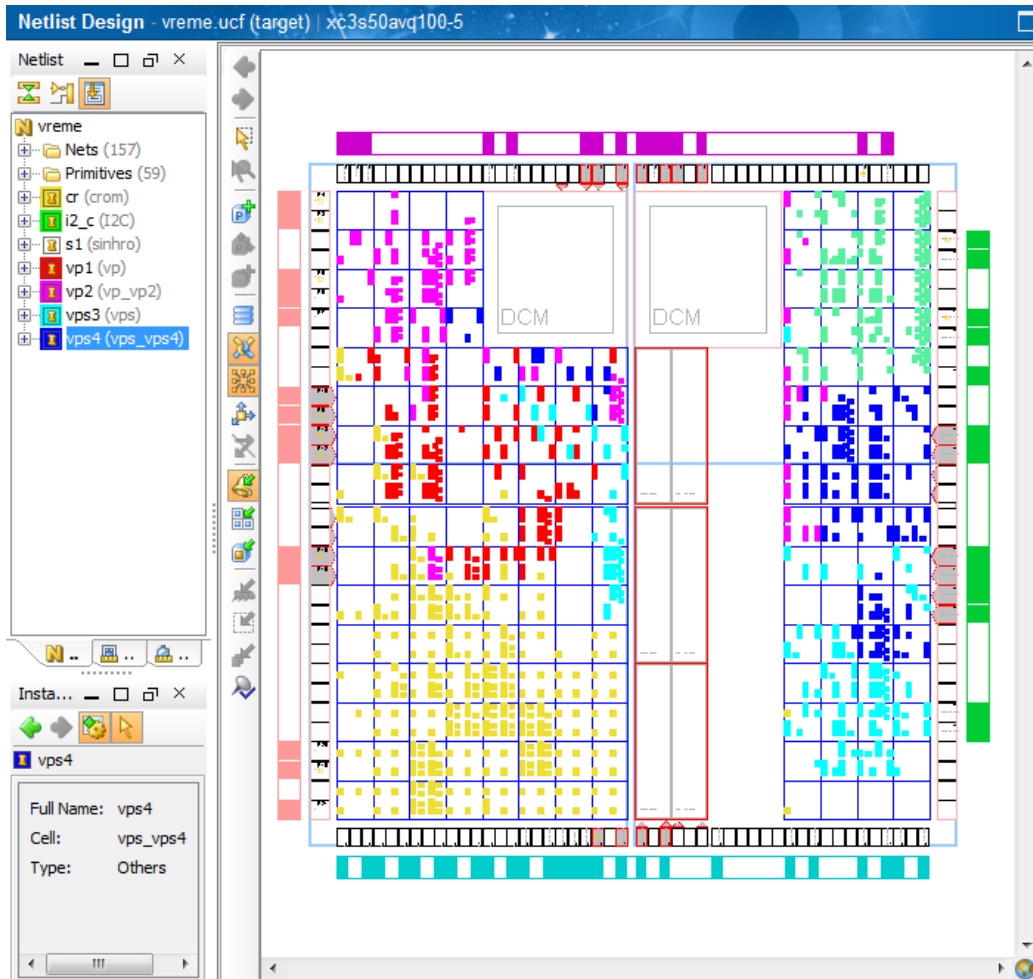 Netlist Design - vreme.ucf (target) | xc3s50avq100-5
Netlist
vreme
Nets (157)
Primitives (59)
cr (crom)
i2_c (I2C)
s1 (sinhro)
vp1 (vp)
vp2 (vp_vp2)
vps3 (vps)
vps4 (vps_vps4)
N ..
..
..
Insta...
vps4
Full Name: vps4
Cell: vps_vps4
Type: Others
DCM
DCM